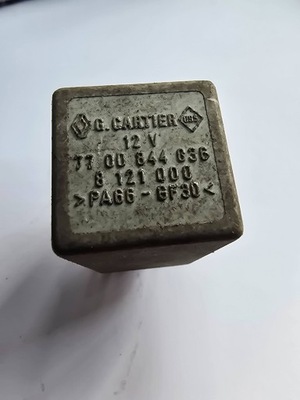 G. CARTIER
12 V
77 00 844 036
8 121 000
>PA66-GF30<